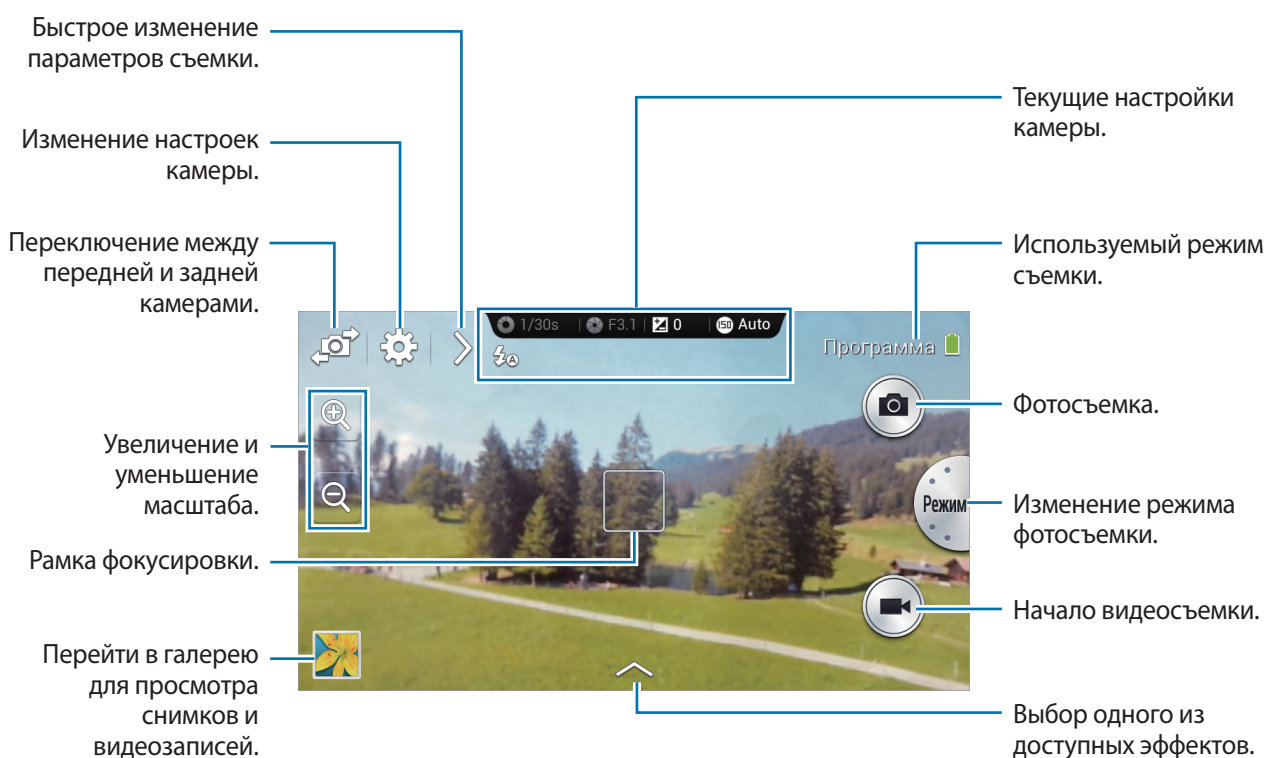 Быстрое изменение
параметров съемки.
Изменение настроек
камеры.
Переключение между
передней и задней
камерами.
Увеличение и
уменьшение
масштаба.
Рамка фокусировки.
Перейти в галерею
для просмотра
снимков и
видеозаписей.
1/30s F3.1 0 ISO Auto
A
Программа
Режим
Текущие настройки
камеры.
Используемый режим
съемки.
Фотосъемка.
Изменение режима
фотосъемки.
Начало видеосъемки.
Выбор одного из
доступных эффектов.